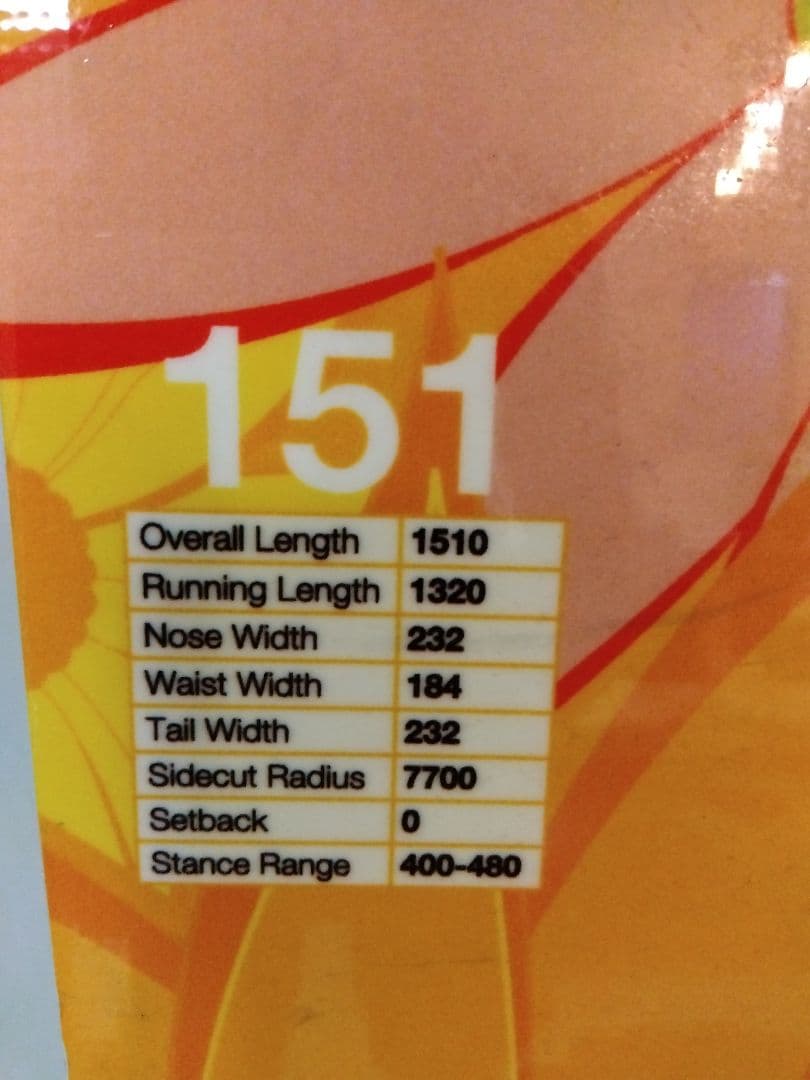 151
Overall Length 1510
Running Length 1320
Nose Width 232
Waist Width 184
Tail Width 232
Sidecut Radius 7700
Setback 0
Stance Range 400-480